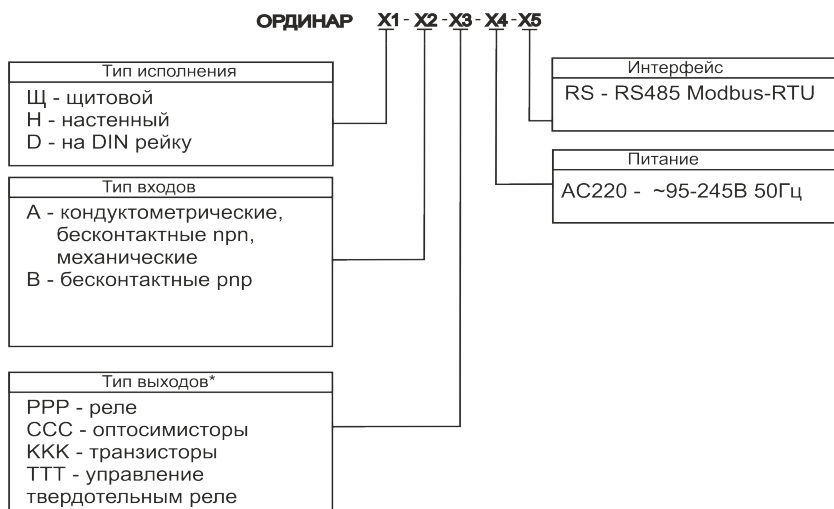 ОРДИНАР X1 - X2 - X3 - X4 - X5
Тип исполнения
Щ - щитовой
Н - настенный
D - на DIN рейку
Тип входов
А - кондуктометрические,
бесконтактные npn,
механические
В - бесконтактные pnp
Тип выходов*
РРР - реле
ССС - оптосимисторы
ККК - транзисторы
ТТТ - управление
твердотельным реле
Интерфейс
RS - RS485 Modbus-RTU
Питание
AC220 - ~95-245В 50Гц